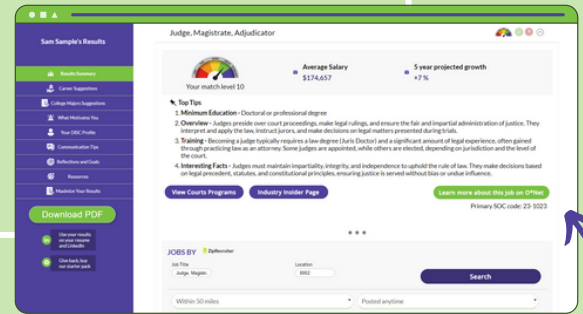 Sam Sample's Results
Results Summary
Career Suggestions
College Majors Suggestions
What Motivates You
Your DISC Profile
Communication Tips
Reflections and Goals
Resources
Maximize Your Results
Download PDF
Use your results
on your resume
and LinkedIn
Give back, buy
our starter pack
Judge, Magistrate, Adjudicator
Your match level 10
Average Salary
$174,657
5 year projected growth
+7 %
Top Tips
1. Minimum Education - Doctoral or professional degree
2. Overview - Judges preside over court proceedings, make legal rulings, and ensure the fair and impartial administration of justice. They
interpret and apply the law, instruct jurors, and make decisions on legal matters presented during trials.
3. Training - Becoming a judge typically requires a law degree (Juris Doctor) and a significant amount of legal experience, often gained
through practicing law as an attorney. Some judges are appointed, while others are elected, depending on jurisdiction and the level of
the court.
4. Interesting Facts - Judges must maintain impartiality, integrity, and independence to uphold the rule of law. They make decisions based
on legal precedent, statutes, and constitutional principles, ensuring justice is served without bias or undue influence.
View Courts Programs
Industry Insider Page
Learn more about this job on O*Net
Primary SOC code: 23-1023
JOBS BY ZipRecruiter
Job Title
Location
Judge, Magistr
Search
Within 50 miles
Posted anytime